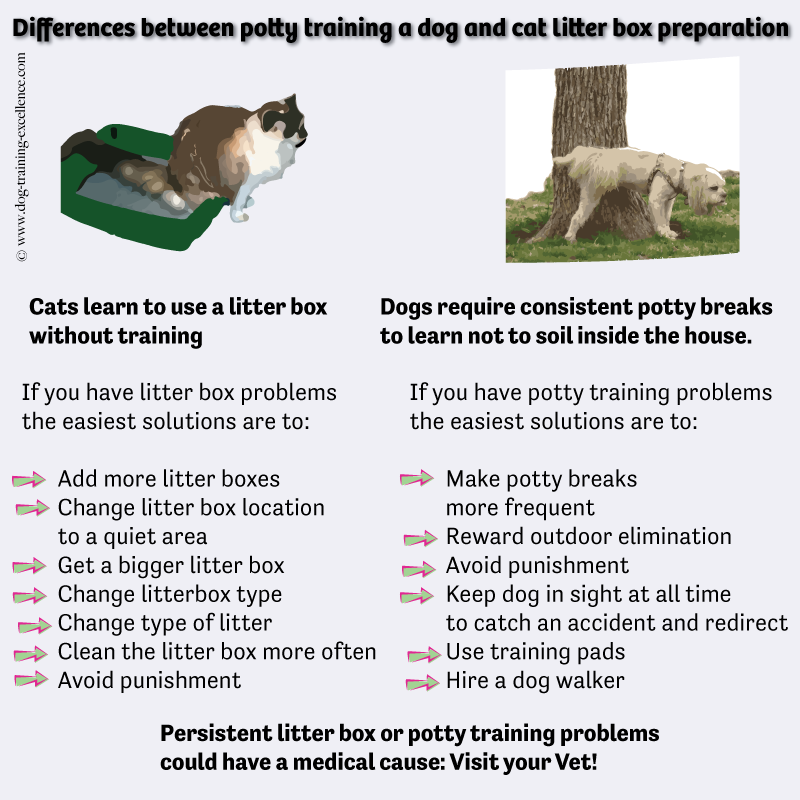 Differences between potty training a dog and cat litter box preparation
© www.dog-training-excellence.com
Cats learn to use a litter box
without training
If you have litter box problems
the easiest solutions are to:
Add more litter boxes
Change litter box location
to a quiet area
Get a bigger litter box
Change litterbox type
Change type of litter
Clean the litter box more often
Avoid punishment
Dogs require consistent potty breaks
to learn not to soil inside the house.
If you have potty training problems
the easiest solutions are to:
Make potty breaks
more frequent
Reward outdoor elimination
Avoid punishment
Keep dog in sight at all time
to catch an accident and redirect
Use training pads
Hire a dog walker
Persistent litter box or potty training problems
could have a medical cause: Visit your Vet!